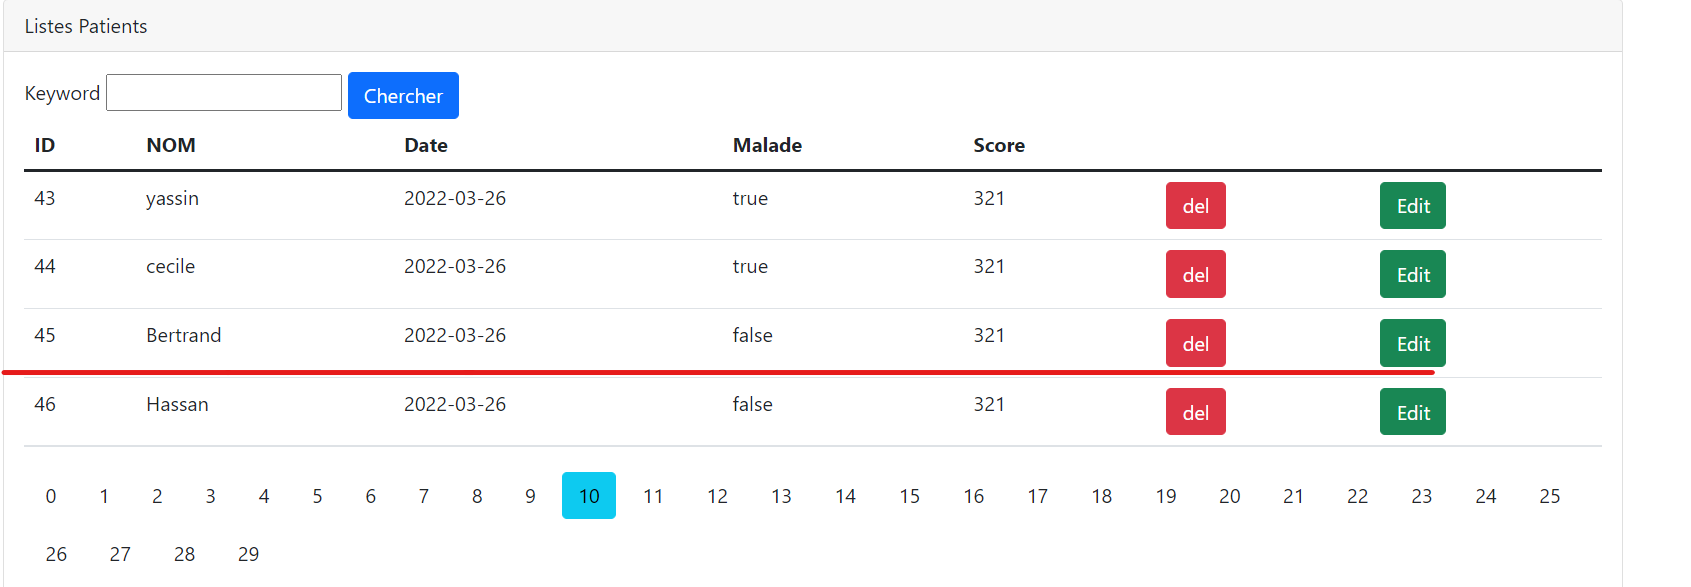 Listes Patients
Keyword Chercher
ID NOM Date Malade Score
43 yassin 2022-03-26 true 321 del Edit
44 cecile 2022-03-26 true 321 del Edit
45 Bertrand 2022-03-26 false 321 del Edit
46 Hassan 2022-03-26 false 321 del Edit
0 1 2 3 4 5 6 7 8 9 10 11 12 13 14 15 16 17 18 19 20 21 22 23 24 25
26 27 28 29